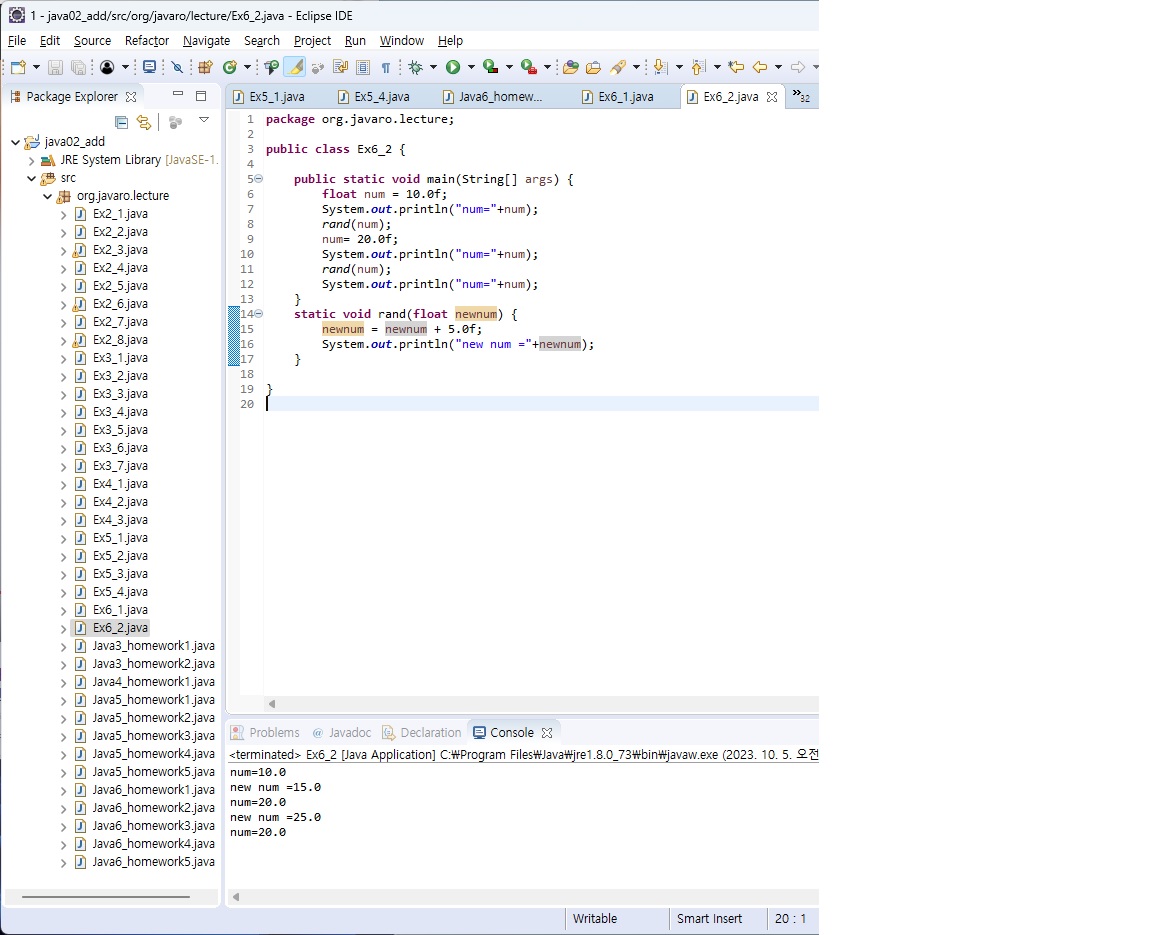 1 - java02_add/src/org/javaro/lecture/Ex6_2.java - Eclipse IDE
File Edit Source Refactor Navigate Search Project Run Window Help
Package Explorer
java02_add
JRE System Library [JavaSE-1.
src
org.javaro.lecture
Ex2_1.java
Ex2_2.java
Ex2_3.java
Ex2_4.java
Ex2_5.java
Ex2_6.java
Ex2_7.java
Ex2_8.java
Ex3_1.java
Ex3_2.java
Ex3_3.java
Ex3_4.java
Ex3_5.java
Ex3_6.java
Ex3_7.java
Ex4_1.java
Ex4_2.java
Ex4_3.java
Ex5_1.java
Ex5_2.java
Ex5_3.java
Ex5_4.java
Ex6_1.java
Ex6_2.java
Java3_homework1.java
Java3_homework2.java
Java4_homework1.java
Java5_homework1.java
Java5_homework2.java
Java5_homework3.java
Java5_homework4.java
Java5_homework5.java
Java6_homework1.java
Java6_homework2.java
Java6_homework3.java
Java6_homework4.java
Java6_homework5.java
Ex5_1.java Ex5_4.java Java6_homew... Ex6_1.java Ex6_2.java 32
1 package org.javaro.lecture;
2
3 public class Ex6_2 {
4
5 public static void main(String[] args) {
6 float num = 10.0f;
7 System.out.println("num="+num);
8 rand(num);
9 num= 20.0f;
10 System.out.println("num="+num);
11 rand(num);
12 System.out.println("num="+num);
13 }
14 static void rand(float newnum) {
15 newnum = newnum + 5.0f;
16 System.out.println("new num ="+newnum);
17 }
18
19 }
20
Problems @ Javadoc Declaration Console
<terminated> Ex6_2 [Java Application] C:₩Program Files₩Java₩jre1.8.0_73₩bin₩javaw.exe (2023. 10. 5. 오전
num=10.0
new num =15.0
num=20.0
new num =25.0
num=20.0
Writable Smart Insert 20 : 1